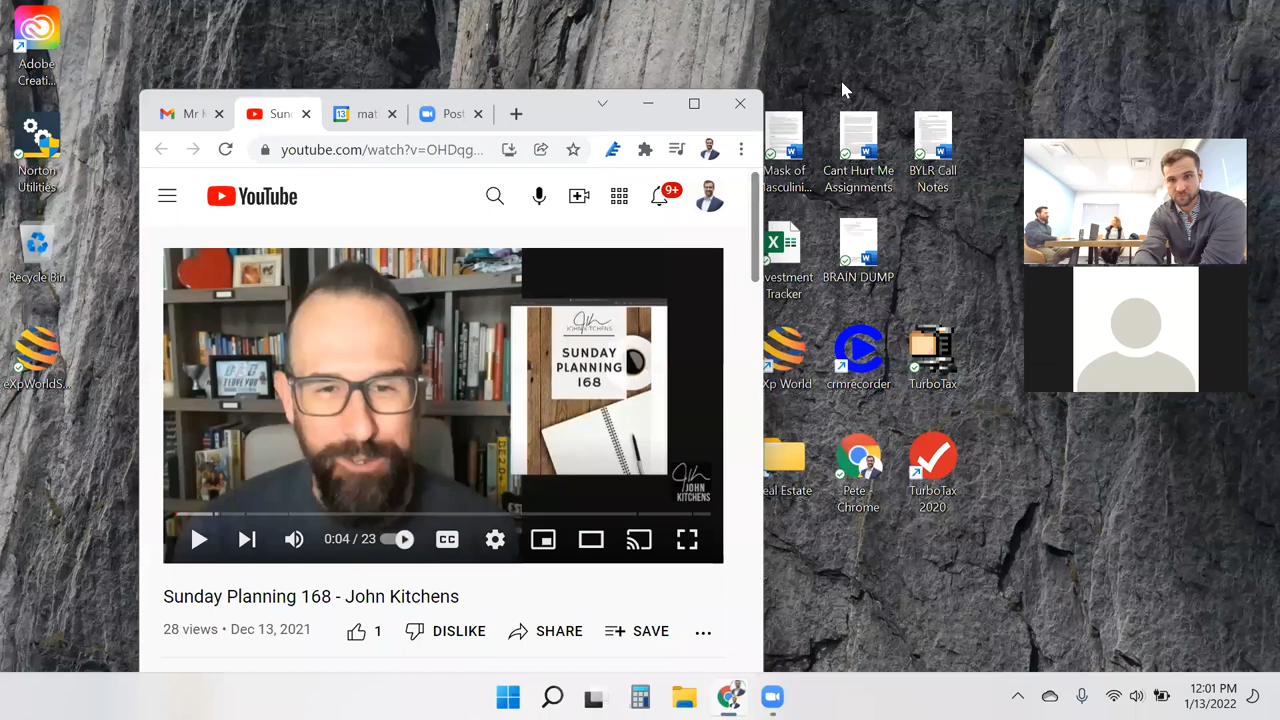 Adobe
Creati...
Norton
Utilities
Recycle Bin
eXpWorldS...
Mr
Sun
13
mat
Post
youtube.com/watch?v=OHDqg...
YouTube
9+
JOHN KITCHENS
SUNDAY
PLANNING
168
JOHN
KITCHENS
0:04 / 23
CC
Sunday Planning 168 - John Kitchens
28 views • Dec 13, 2021
1
DISLIKE
SHARE
SAVE
Mask of
asculini...
Cant Hurt Me
Assignments
BYLR Call
Notes
vestment
Tracker
BRAIN DUMP
Xp World
crmrecorder
TurboTax
eal Estate
Pete -
Chrome
TurboTax
2020
12:01 PM
1/13/2022